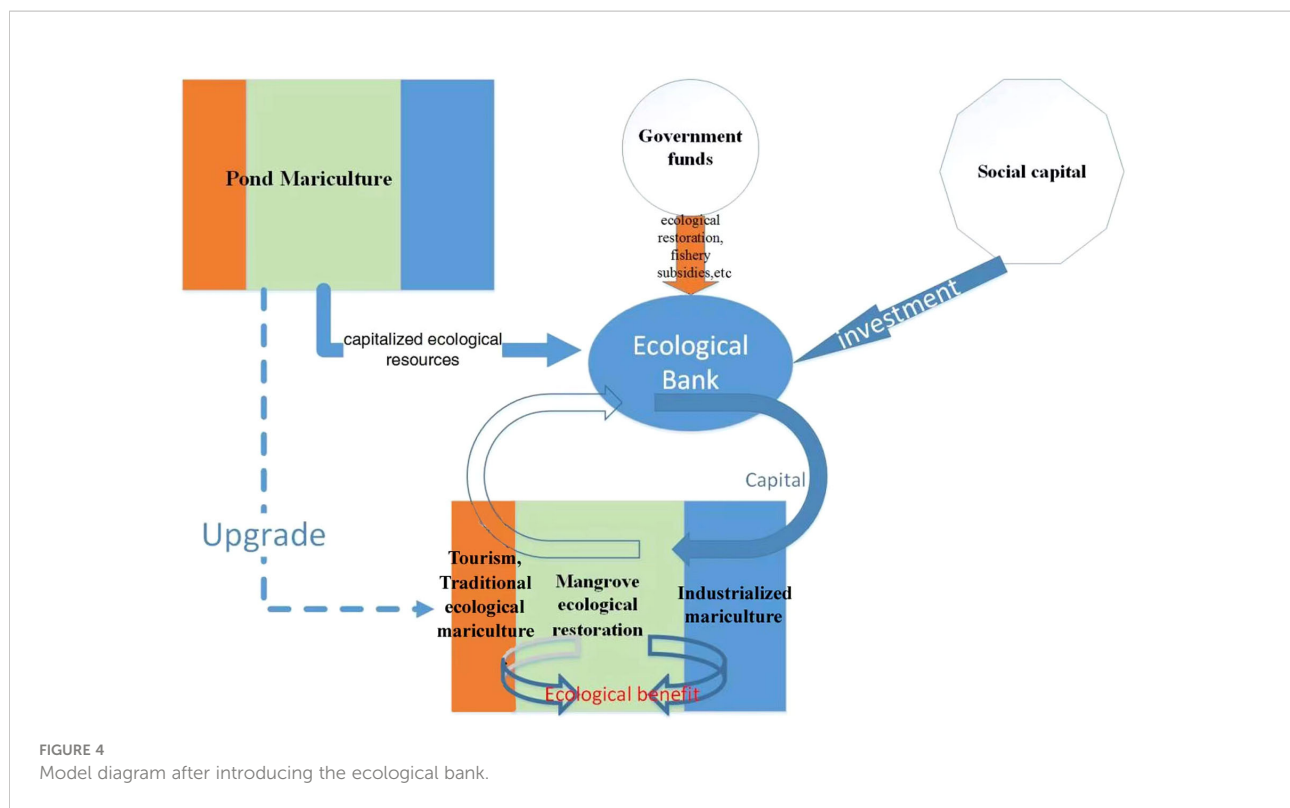 Pond Mariculture
Government
funds
Social capital
ecological
restoration,
fishery
subsidies,etc
investment
capitalized ecological
resources
Ecological
Bank
Capital
Upgrade
Tourism,
Traditional
ecological
mariculture
Mangrove
ecological
restoration
Industrialized
mariculture
Ecological benefit
FIGURE 4
Model diagram after introducing the ecological bank.